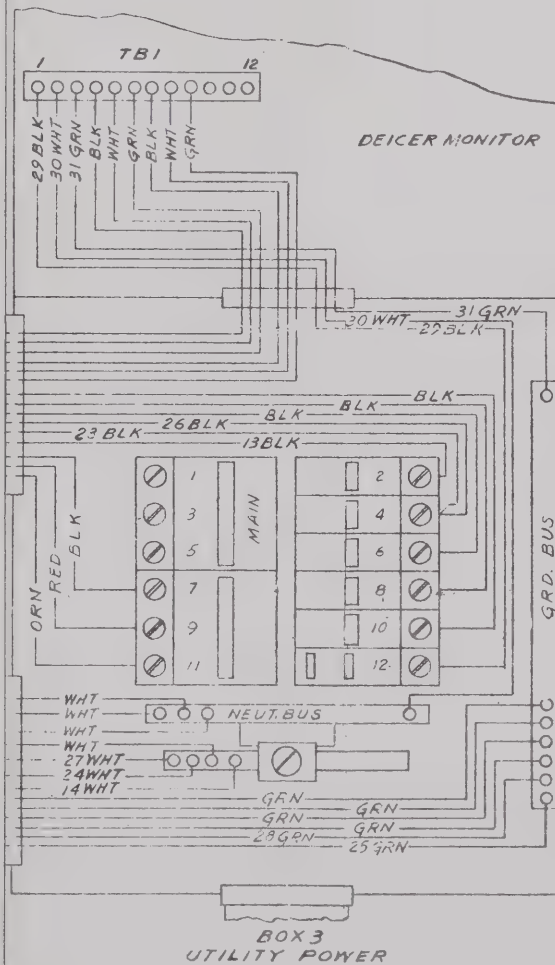 TB1
1 12
29 BLK
30 WHT
31 GRN
BLK
WHT
GRN
BLK
WHT
GRN
DEICER MONITOR
31 GRN
30 WHT
29 BLK
BLK
BLK
BLK
26 BLK
23 BLK
13 BLK
BLK
RED
ORN
MAIN
1
3
5
7
9
11
2
4
6
8
10
12
GRD. BUS
WHT
WHT
NEUT. BUS
WHT
WHT
27 WHT
24 WHT
14 WHT
GRN
GRN
GRN
GRN
28 GRN
25 GRN
BOX 3
UTILITY POWER